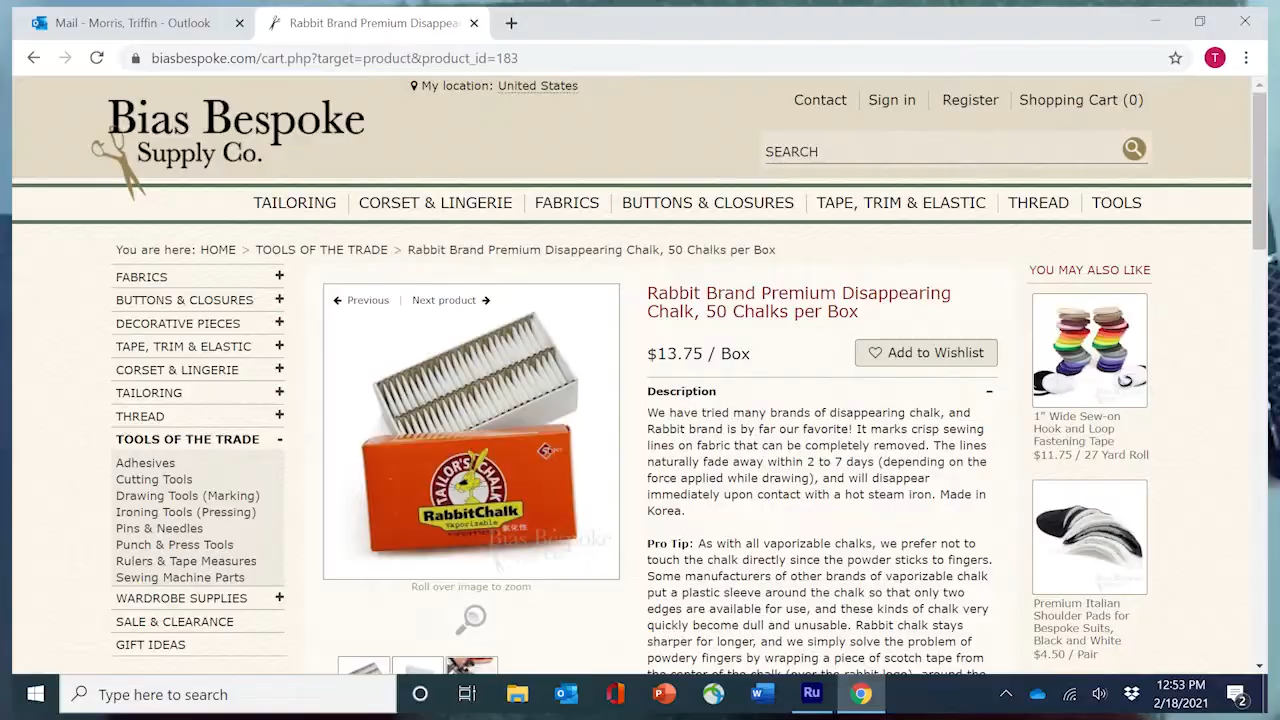 Mail - Morris, Triffin - Outlook
Rabbit Brand Premium Disappea
biasbespoke.com/cart.php?target=product&product_id=183
T
My location: United States
Bias Bespoke
Supply Co.
Contact
Sign in
Register
Shopping Cart (0)
SEARCH
TAILORING
CORSET & LINGERIE
FABRICS
BUTTONS & CLOSURES
TAPE, TRIM & ELASTIC
THREAD
TOOLS
You are here: HOME > TOOLS OF THE TRADE > Rabbit Brand Premium Disappearing Chalk, 50 Chalks per Box
FABRICS +
BUTTONS & CLOSURES +
DECORATIVE PIECES +
TAPE, TRIM & ELASTIC +
CORSET & LINGERIE +
TAILORING +
THREAD +
TOOLS OF THE TRADE -
Adhesives
Cutting Tools
Drawing Tools (Marking)
Ironing Tools (Pressing)
Pins & Needles
Punch & Press Tools
Rulers & Tape Measures
Sewing Machine Parts
WARDROBE SUPPLIES +
SALE & CLEARANCE
GIFT IDEAS
Previous | Next product
TAILOR'S CHALK
RabbitChalk
Vaporizable
Bias Bespoke
Roll over image to zoom
Rabbit Brand Premium Disappearing
Chalk, 50 Chalks per Box
$13.75 / Box
Add to Wishlist
Description -
We have tried many brands of disappearing chalk, and
Rabbit brand is by far our favorite! It marks crisp sewing
lines on fabric that can be completely removed. The lines
naturally fade away within 2 to 7 days (depending on the
force applied while drawing), and will disappear
immediately upon contact with a hot steam iron. Made in
Korea.
Pro Tip: As with all vaporizable chalks, we prefer not to
touch the chalk directly since the powder sticks to fingers.
Some manufacturers of other brands of vaporizable chalk
put a plastic sleeve around the chalk so that only two
edges are available for use, and these kinds of chalk very
quickly become dull and unusable. Rabbit chalk stays
sharper for longer, and we simply solve the problem of
powdery fingers by wrapping a piece of scotch tape from
YOU MAY ALSO LIKE
1" Wide Sew-on
Hook and Loop
Fastening Tape
$11.75 / 27 Yard Roll
Premium Italian
Shoulder Pads for
Bespoke Suits,
Black and White
$4.50 / Pair
Type here to search
Ru
12:53 PM
2/18/2021
2